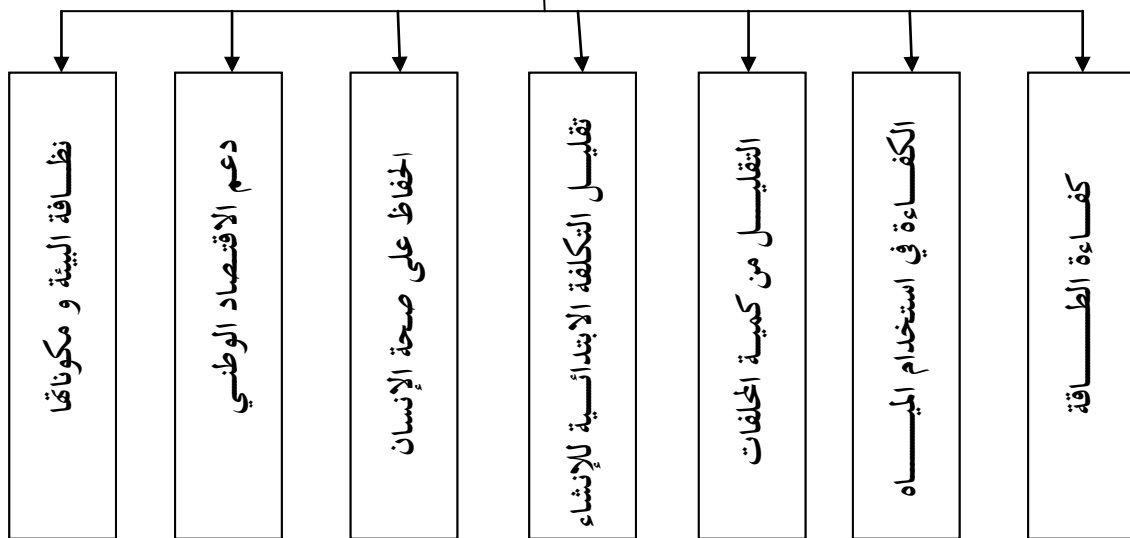 كفاءة الطاقة
الكفاءة في استخدام المياه
التقليل من كمية المخلفات
تقليل التكلفة الابتدائية للإنشاء
الحفاظ على صحة الإنسان
دعم الاقتصاد الوطني
نظافة البيئة و مكوناتها